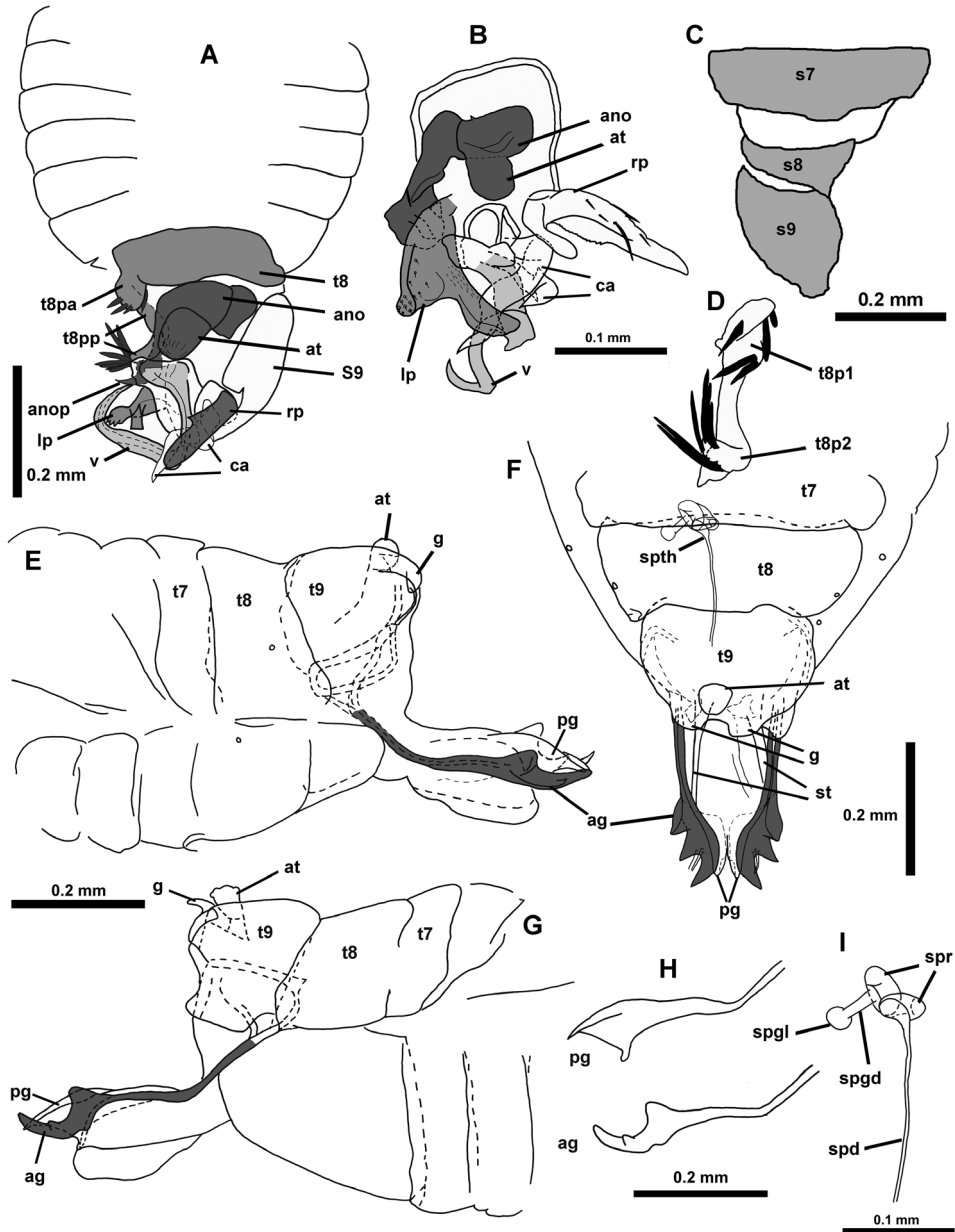 A
t8
t8pa
ano
t8pp
at
S9
anop
lp
rp
v
ca
0.2 mm
B
ano
at
rp
ca
lp
v
0.1 mm
C
s7
s8
s9
0.2 mm
D
t8p1
t8p2
E
at
g
t7
t8
t9
pg
ag
0.2 mm
F
t7
spth
t8
t9
at
g
st
pg
0.2 mm
G
g
at
t9
t8
t7
pg
ag
H
pg
ag
0.2 mm
I
spr
spgl
spgd
spd
0.1 mm